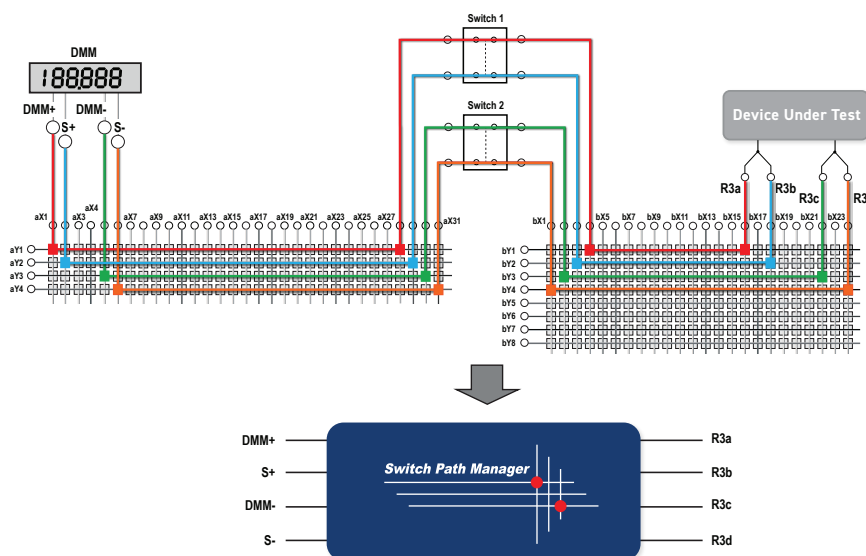 Switch 1
DMM
188.888
DMM+
DMM-
S+
S-
Switch 2
Device Under Test
R3a
R3b
R3c
R3
aX1
aX3
aX4
aX7
aX9
aX11
aX13
aX15
aX17
aX19
aX21
aX23
aX25
aX27
aX31
bX1
bX5
bX7
bX9
bX11
bX13
bX15
bX17
bX19
bX21
bX23
aY1
aY2
aY3
aY4
bY1
bY2
bY3
bY4
bY5
bY6
bY7
bY8
DMM+
S+
DMM-
S-
Switch Path Manager
R3a
R3b
R3c
R3d